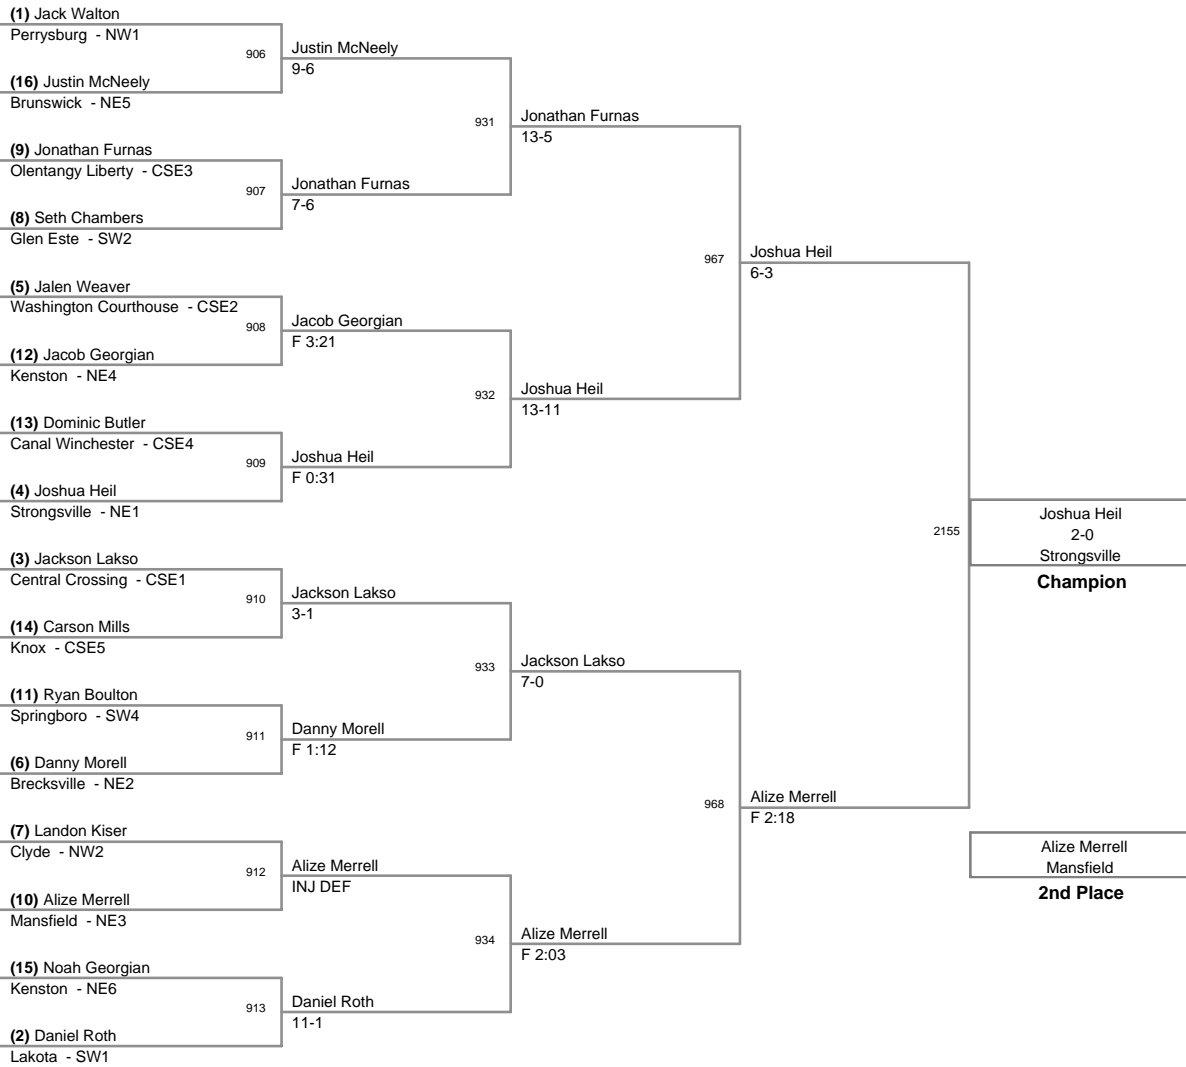 (1) Jack Walton
Perrysburg - NW1
906
(16) Justin McNeely
Brunswick - NE5
(9) Jonathan Furnas
Olentangy Liberty - CSE3
907
(8) Seth Chambers
Glen Este - SW2
(5) Jalen Weaver
Washington Courthouse - CSE2
908
(12) Jacob Georgian
Kenston - NE4
(13) Dominic Butler
Canal Winchester - CSE4
909
(4) Joshua Heil
Strongsville - NE1
(3) Jackson Lakso
Central Crossing - CSE1
910
(14) Carson Mills
Knox - CSE5
(11) Ryan Boulton
Springboro - SW4
911
(6) Danny Morell
Brecksville - NE2
(7) Landon Kiser
Clyde - NW2
912
(10) Alize Merrell
Mansfield - NE3
(15) Noah Georgian
Kenston - NE6
913
(2) Daniel Roth
Lakota - SW1
Justin McNeely
9-6
931
Jonathan Furnas
7-6
Jacob Georgian
F 3:21
932
Joshua Heil
F 0:31
Jackson Lakso
3-1
933
Danny Morell
F 1:12
Alize Merrell
INJ DEF
934
Daniel Roth
11-1
Jonathan Furnas
13-5
967
Joshua Heil
13-11
Jackson Lakso
7-0
968
Alize Merrell
F 2:03
Joshua Heil
6-3
2155
Alize Merrell
F 2:18
Joshua Heil
2-0
Strongsville
Champion
Alize Merrell
Mansfield
2nd Place